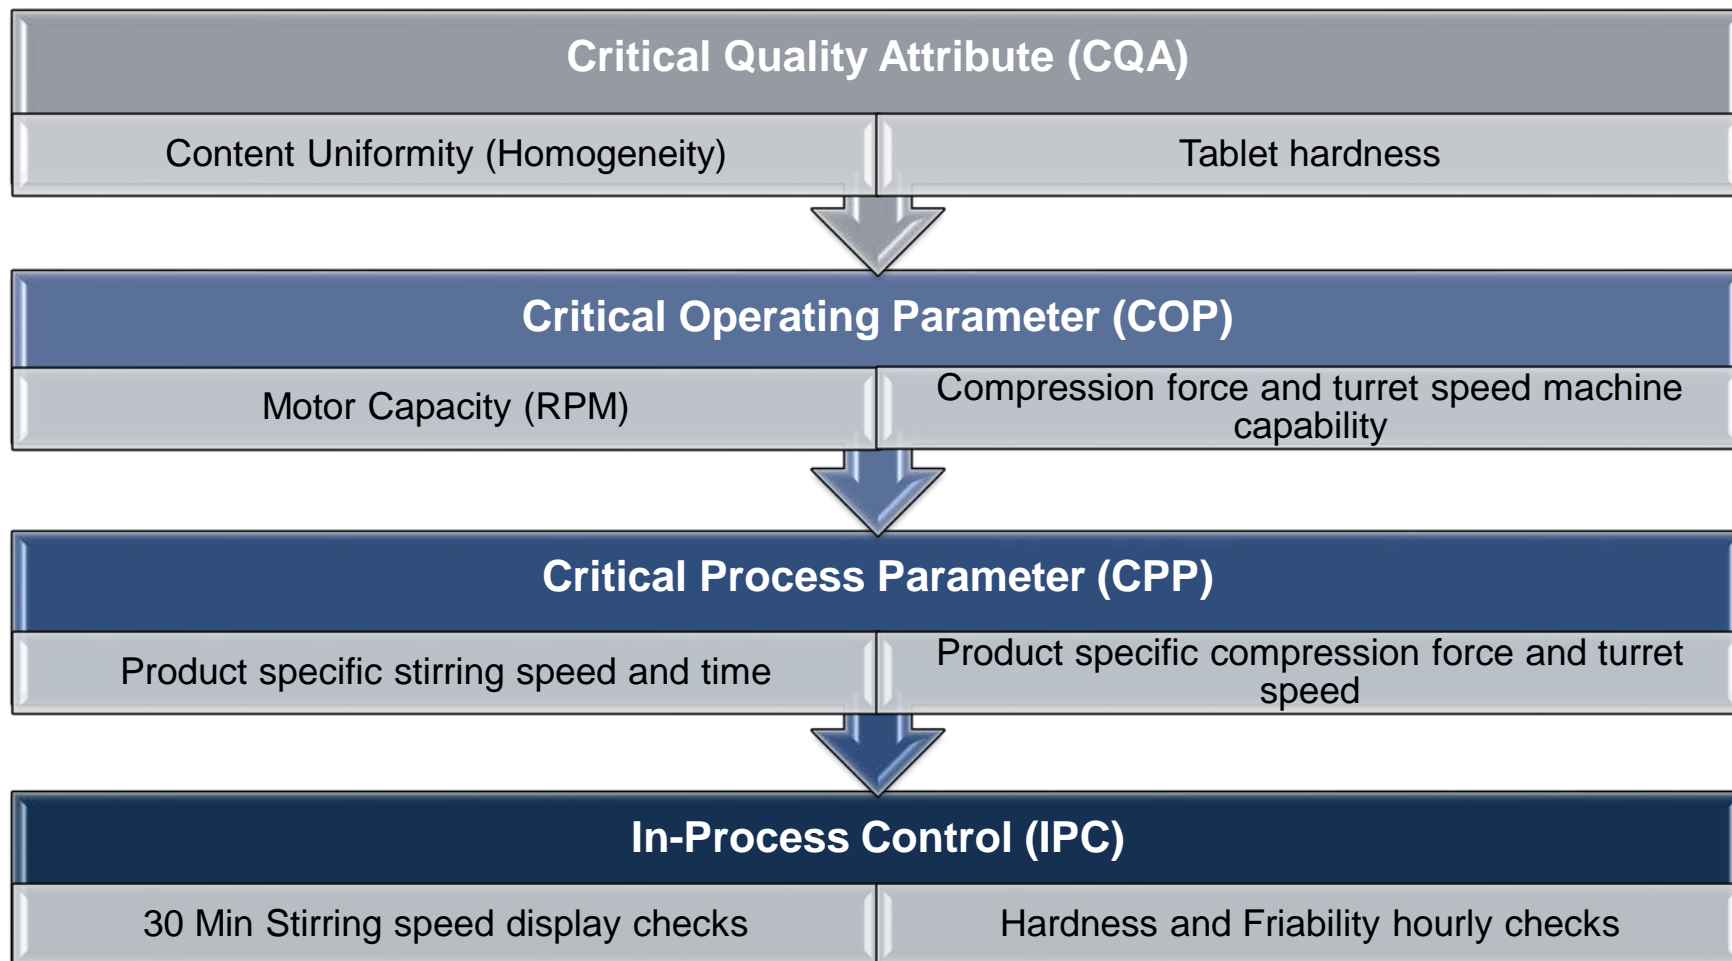 Critical Quality Attribute (CQA)
Content Uniformity (Homogeneity)
Tablet hardness
Critical Operating Parameter (COP)
Motor Capacity (RPM)
Compression force and turret speed machine
capability
Critical Process Parameter (CPP)
Product specific stirring speed and time
Product specific compression force and turret
speed
In-Process Control (IPC)
30 Min Stirring speed display checks
Hardness and Friability hourly checks